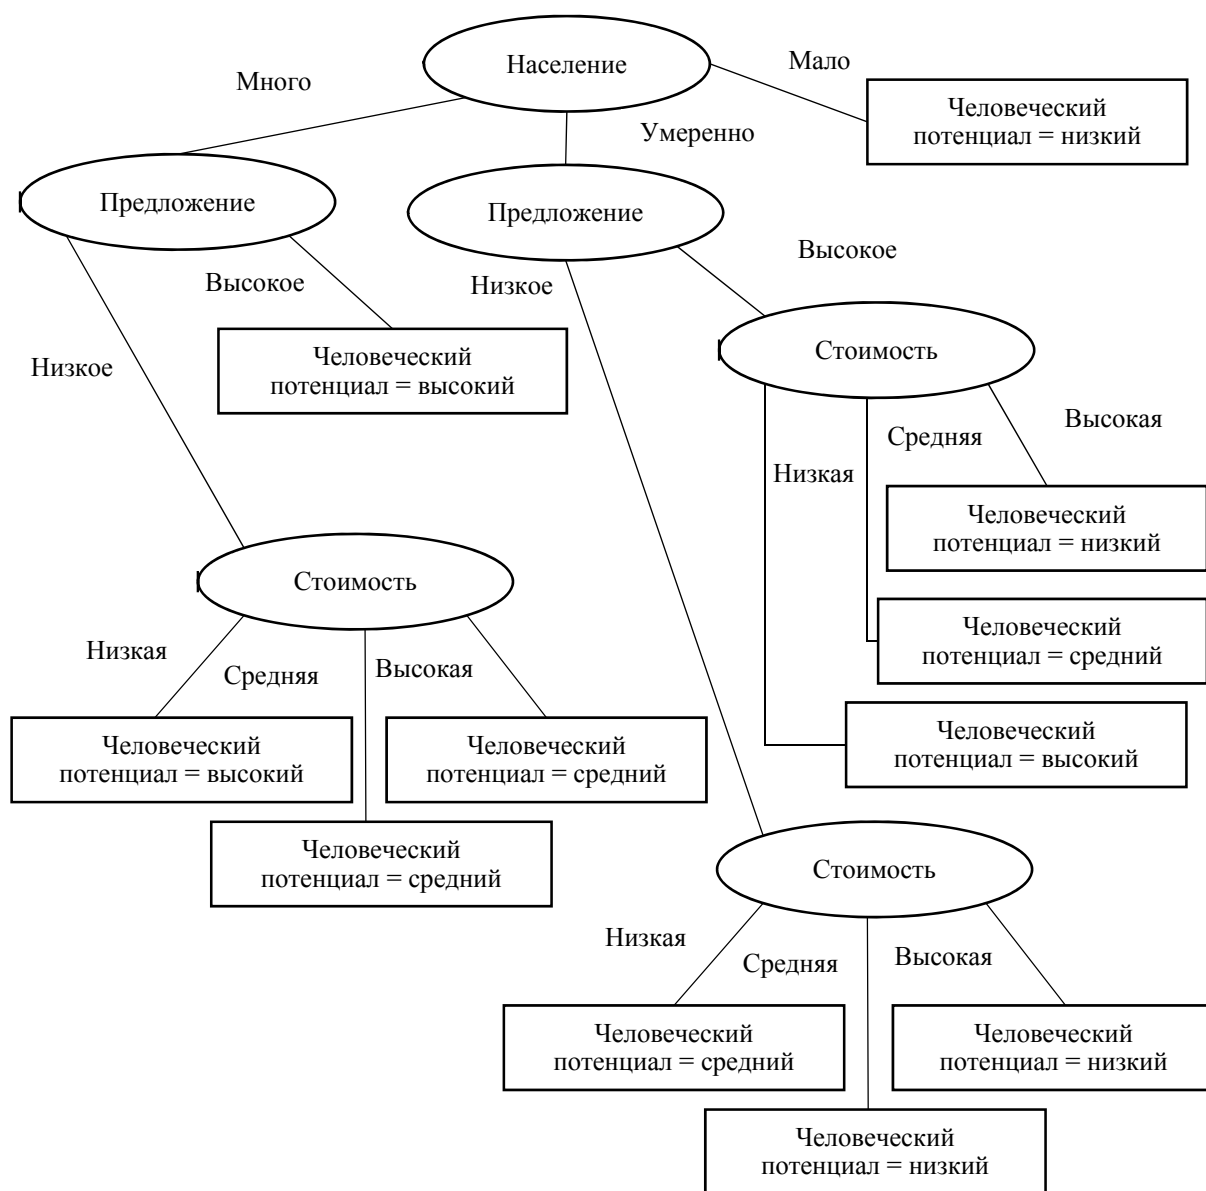 Население
Мало
Много
Человеческий
потенциал = низкий
Умеренно
Предложение
Предложение
Высокое
Высокое
Низкое
Человеческий
потенциал = высокий
Стоимость
Низкое
Высокая
Средняя
Низкая
Человеческий
потенциал = низкий
Стоимость
Человеческий
потенциал = средний
Низкая
Средняя
Высокая
Человеческий
потенциал = высокий
Человеческий
потенциал = средний
Человеческий
потенциал = высокий
Человеческий
потенциал = средний
Стоимость
Низкая
Средняя
Высокая
Человеческий
потенциал = средний
Человеческий
потенциал = низкий
Человеческий
потенциал = низкий